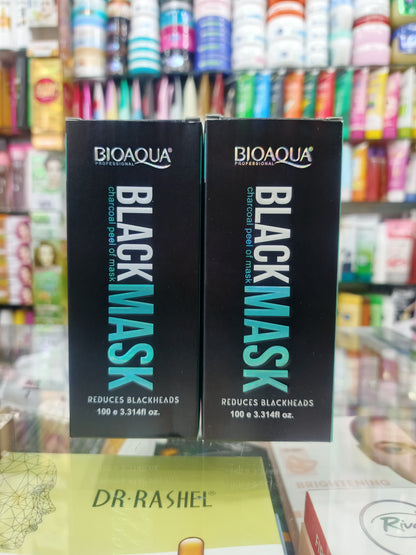 BIOAQUA®
PROFESSIONAL
BLACK MASK
charcoal peel of mask
REDUCES BLACKHEADS
100 e 3.314fl oz.
BIOAQUA®
PROFESSIONAL
BLACK MASK
charcoal peel of mask
REDUCES BLACKHEADS
100 e 3.314fl oz.
DR·RASHEL®
BRIGHTENING